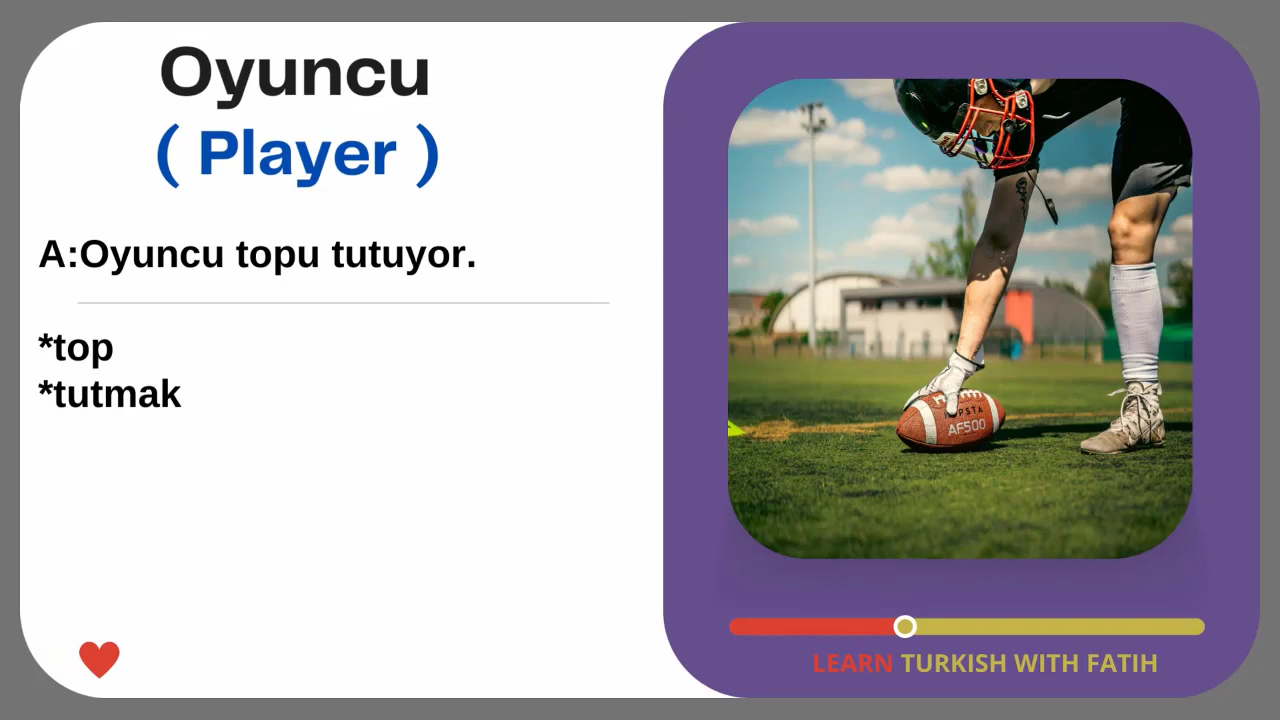 Oyuncu
( Player )
A:Oyuncu topu tutuyor.
*top
*tutmak
AF500
LEARN TURKISH WITH FATIH